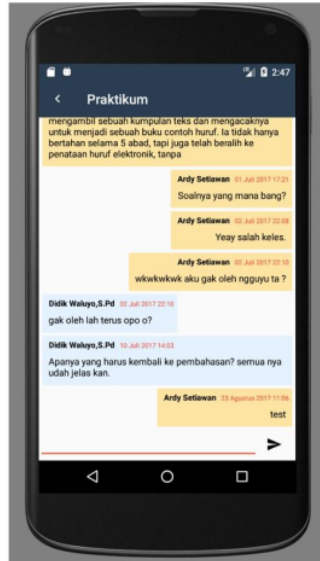 2:47
Praktikum
mengambil sebuah kumpulan teks dan mengacaknya
untuk menjadi sebuah buku contoh huruf. Ia tidak hanya
bertahan selama 5 abad, tapi juga telah beralih ke
penataan huruf elektronik, tanpa
Ardy Setiawan 01 Juli 2017 17:21
Soalnya yang mana bang?
Ardy Setiawan 02 Juli 2017 22:08
Yeay salah keles.
Ardy Setiawan 02 Juli 2017 22:10
wkwkwkwk aku gak oleh ngguyu ta ?
Didik Waluyo,S.Pd 02 Juli 2017 22:18
gak oleh lah terus opo o?
Didik Waluyo,S.Pd 10 Juli 2017 14:03
Apanya yang harus kembali ke pembahasan? semua nya
udah jelas kan.
Ardy Setiawan 23 Agustus 2017 11:06
test